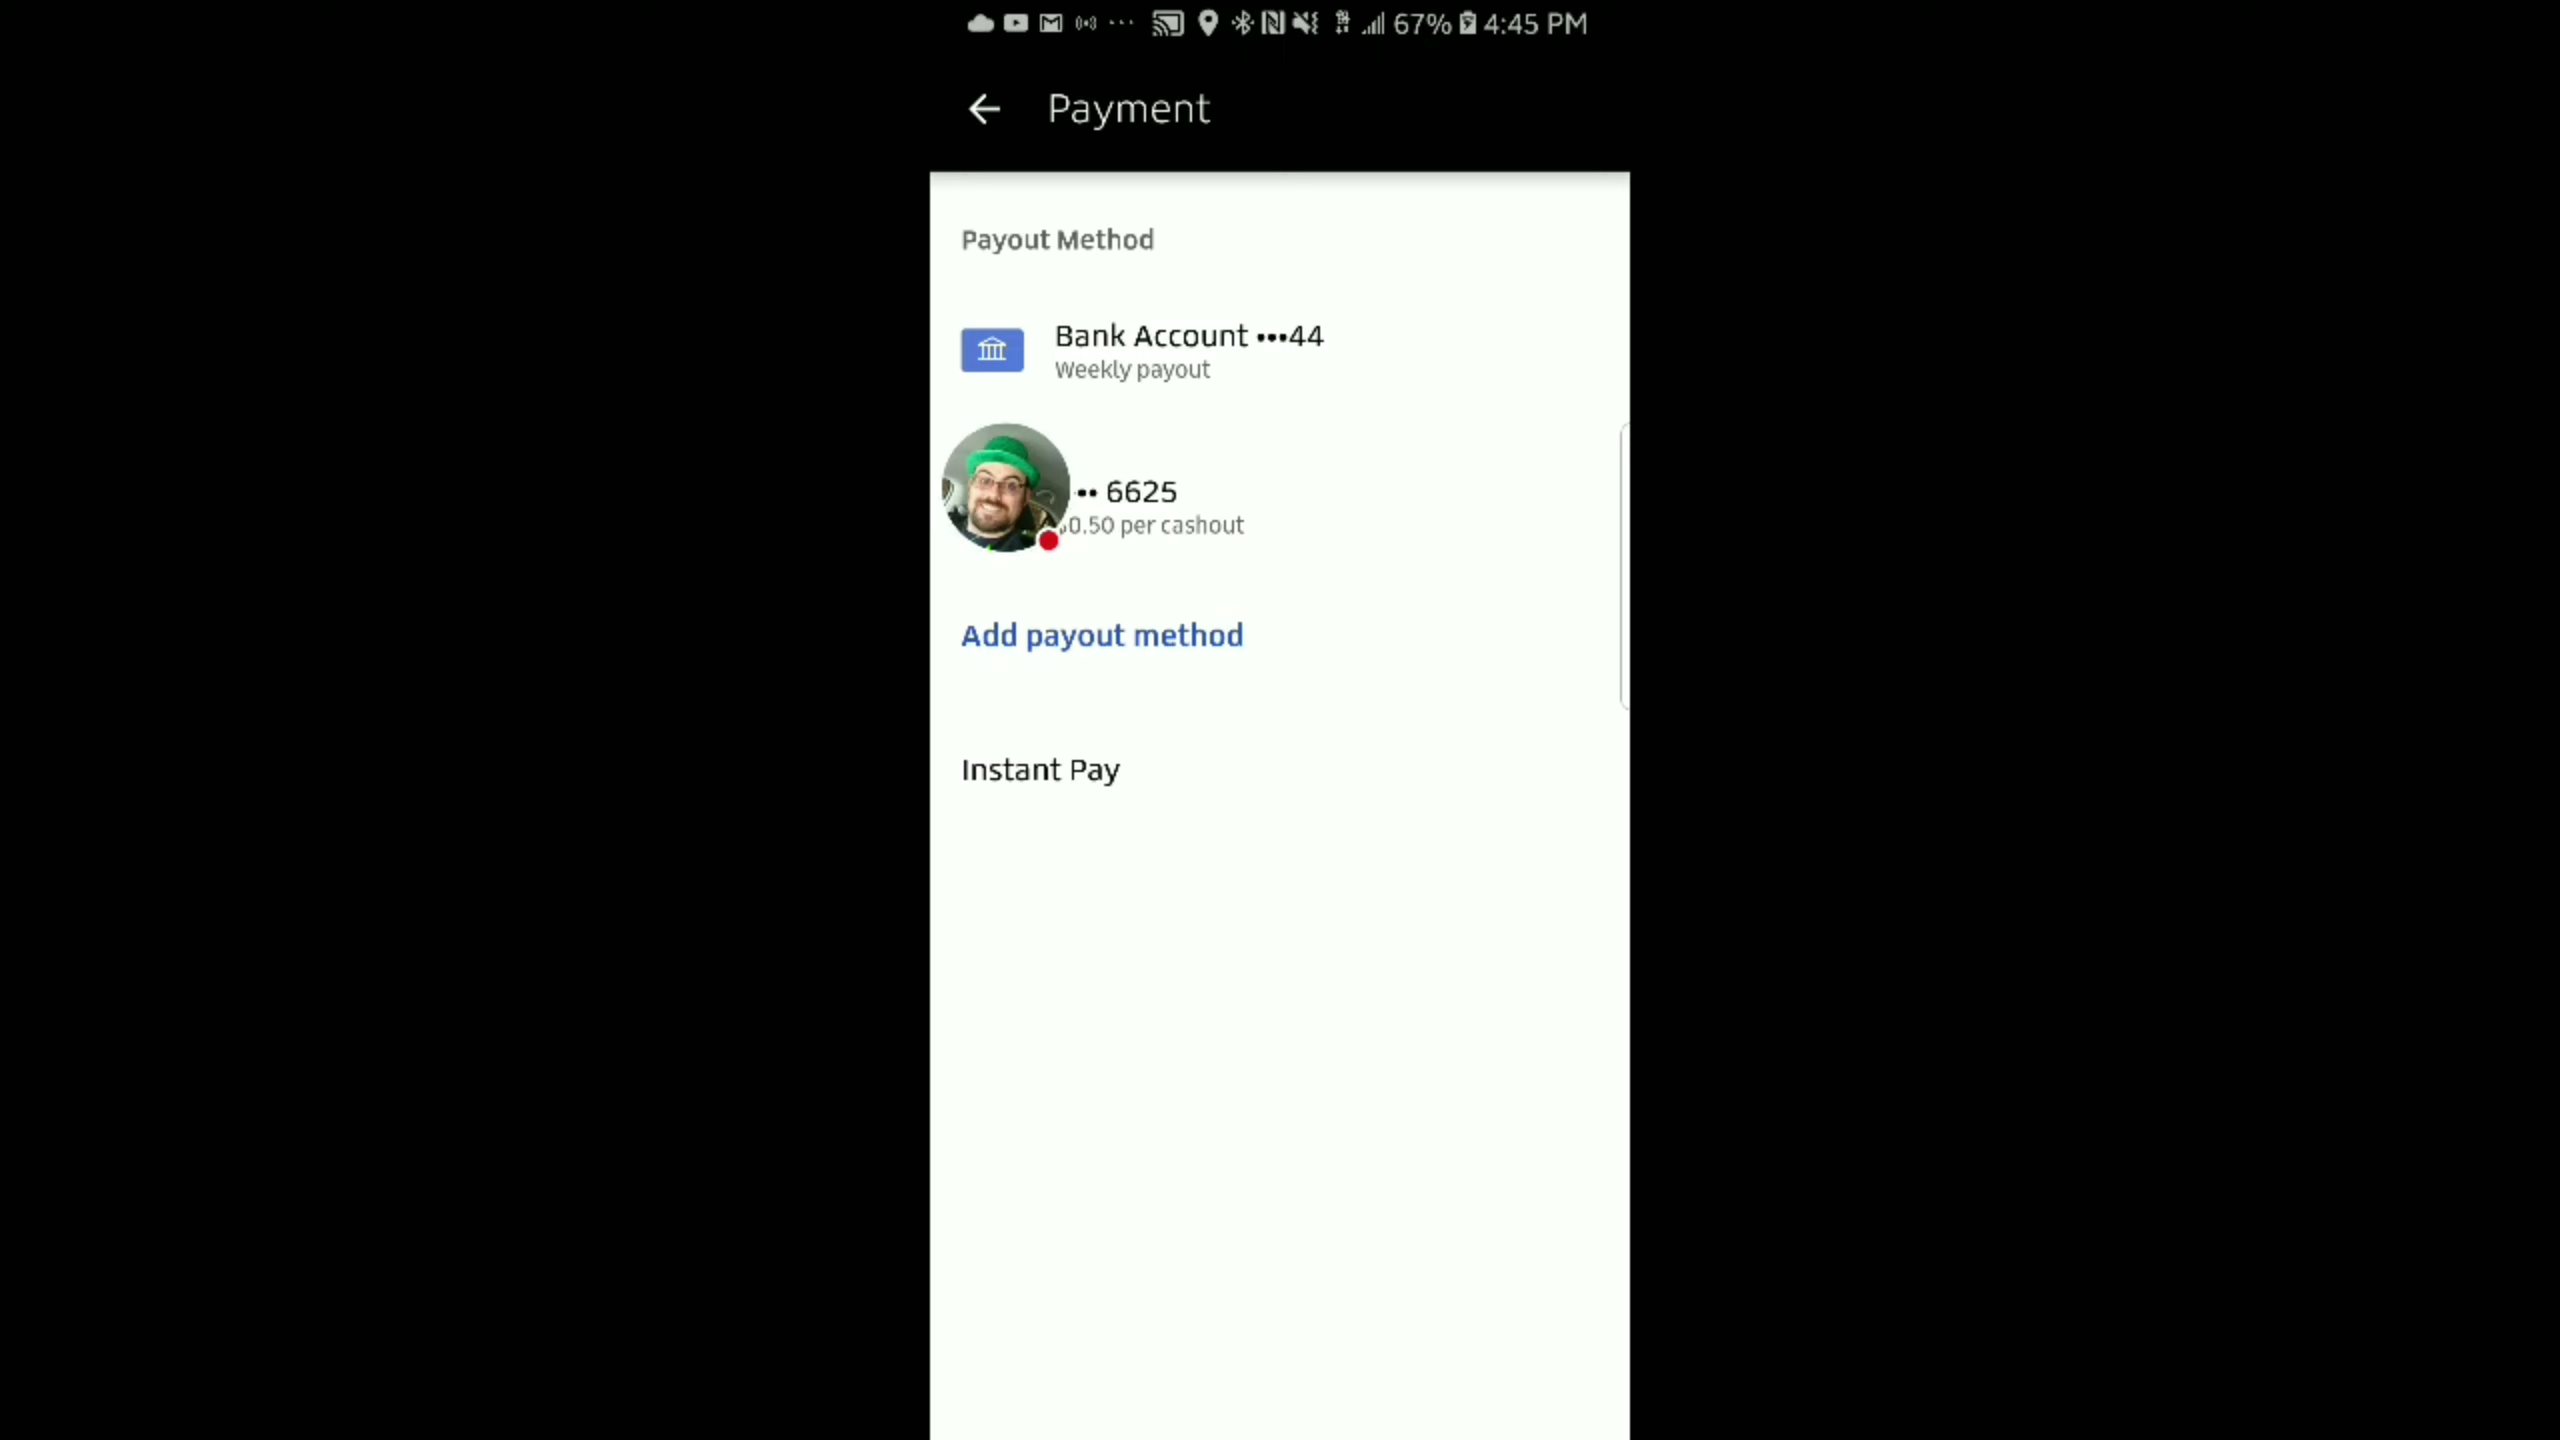 67% 4:45 PM
Payment
Payout Method
Bank Account •••44
Weekly payout
•• 6625
0.50 per cashout
Add payout method
Instant Pay